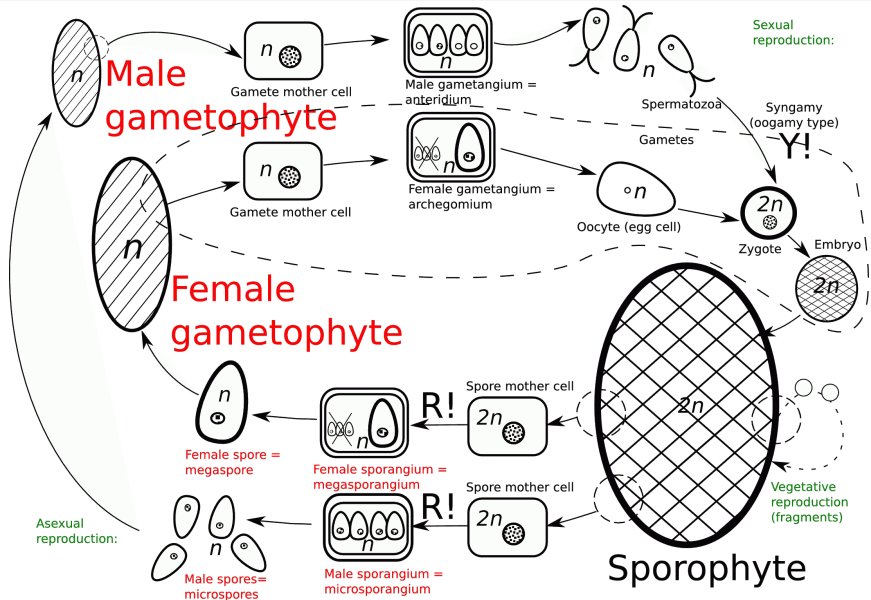 Sexual
reproduction:
n
Male
gametophyte
n
Gamete mother cell
n
Male gametangium =
anteridium
n
Spermatozoa
Syngamy
(oogamy type)
Y!
Gametes
n
Gamete mother cell
n
Female gametangium =
archegomium
n
Oocyte (egg cell)
2n
Zygote
Embryo
2n
n
Female
gametophyte
n
Female spore =
megaspore
n
Female sporangium =
megasporangium
R!
Spore mother cell
2n
2n
Vegetative
reproduction
(fragments)
Sporophyte
Asexual
reproduction:
n
Male spores=
microspores
n
Male sporangium =
microsporangium
R!
Spore mother cell
2n